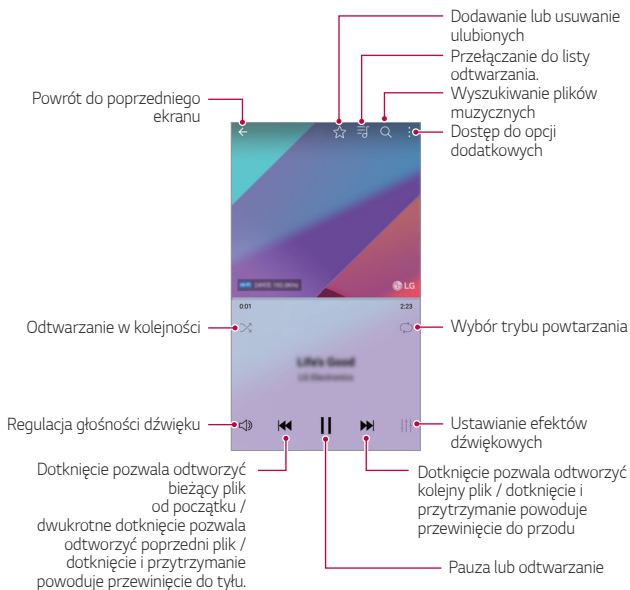 Dodawanie lub usuwanie
ulubionych
Przełączanie do listy
odtwarzania.
Wyszukiwanie plików
muzycznych
Dostęp do opcji
dodatkowych
Powrót do poprzedniego
ekranu
LG
0:01
2:23
Odtwarzanie w kolejności
Wybór trybu powtarzania
Life's Good
LG Electronics
Regulacja głośności dźwięku
Ustawianie efektów
dźwiękowych
Dotknięcie pozwala odtworzyć
bieżący plik
od początku /
dwukrotne dotknięcie pozwala
odtworzyć poprzedni plik /
dotknięcie i przytrzymanie
powoduje przewinięcie do tyłu.
Dotknięcie pozwala odtworzyć
kolejny plik / dotknięcie i
przytrzymanie powoduje
przewinięcie do przodu
Pauza lub odtwarzanie